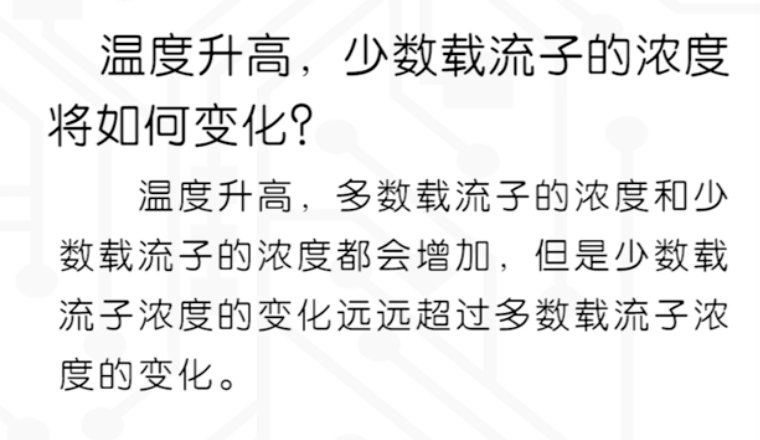 温度升高，少数载流子的浓度
将如何变化？
温度升高，多数载流子的浓度和少
数载流子的浓度都会增加，但是少数载
流子浓度的变化远远超过多数载流子浓
度的变化。